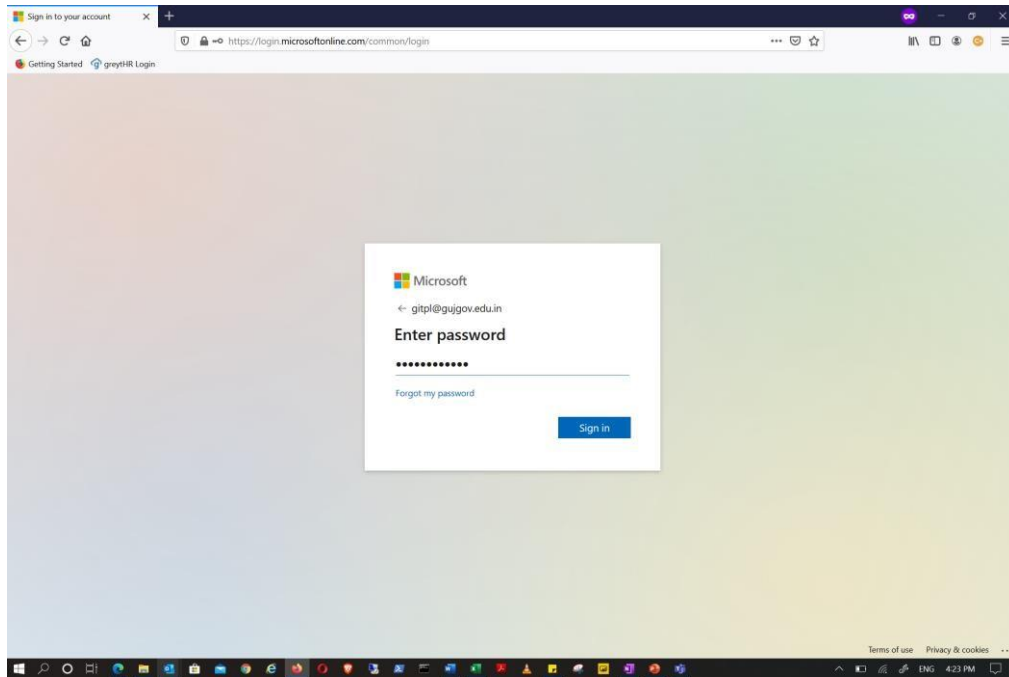 Sign in to your account
https://login.microsoftonline.com/common/login
Getting Started greytHR Login
Microsoft
← gitpl@gujgov.edu.in
Enter password
••••••••••••
Forgot my password
Sign in
Terms of use Privacy & cookies ...
ENG 4:23 PM